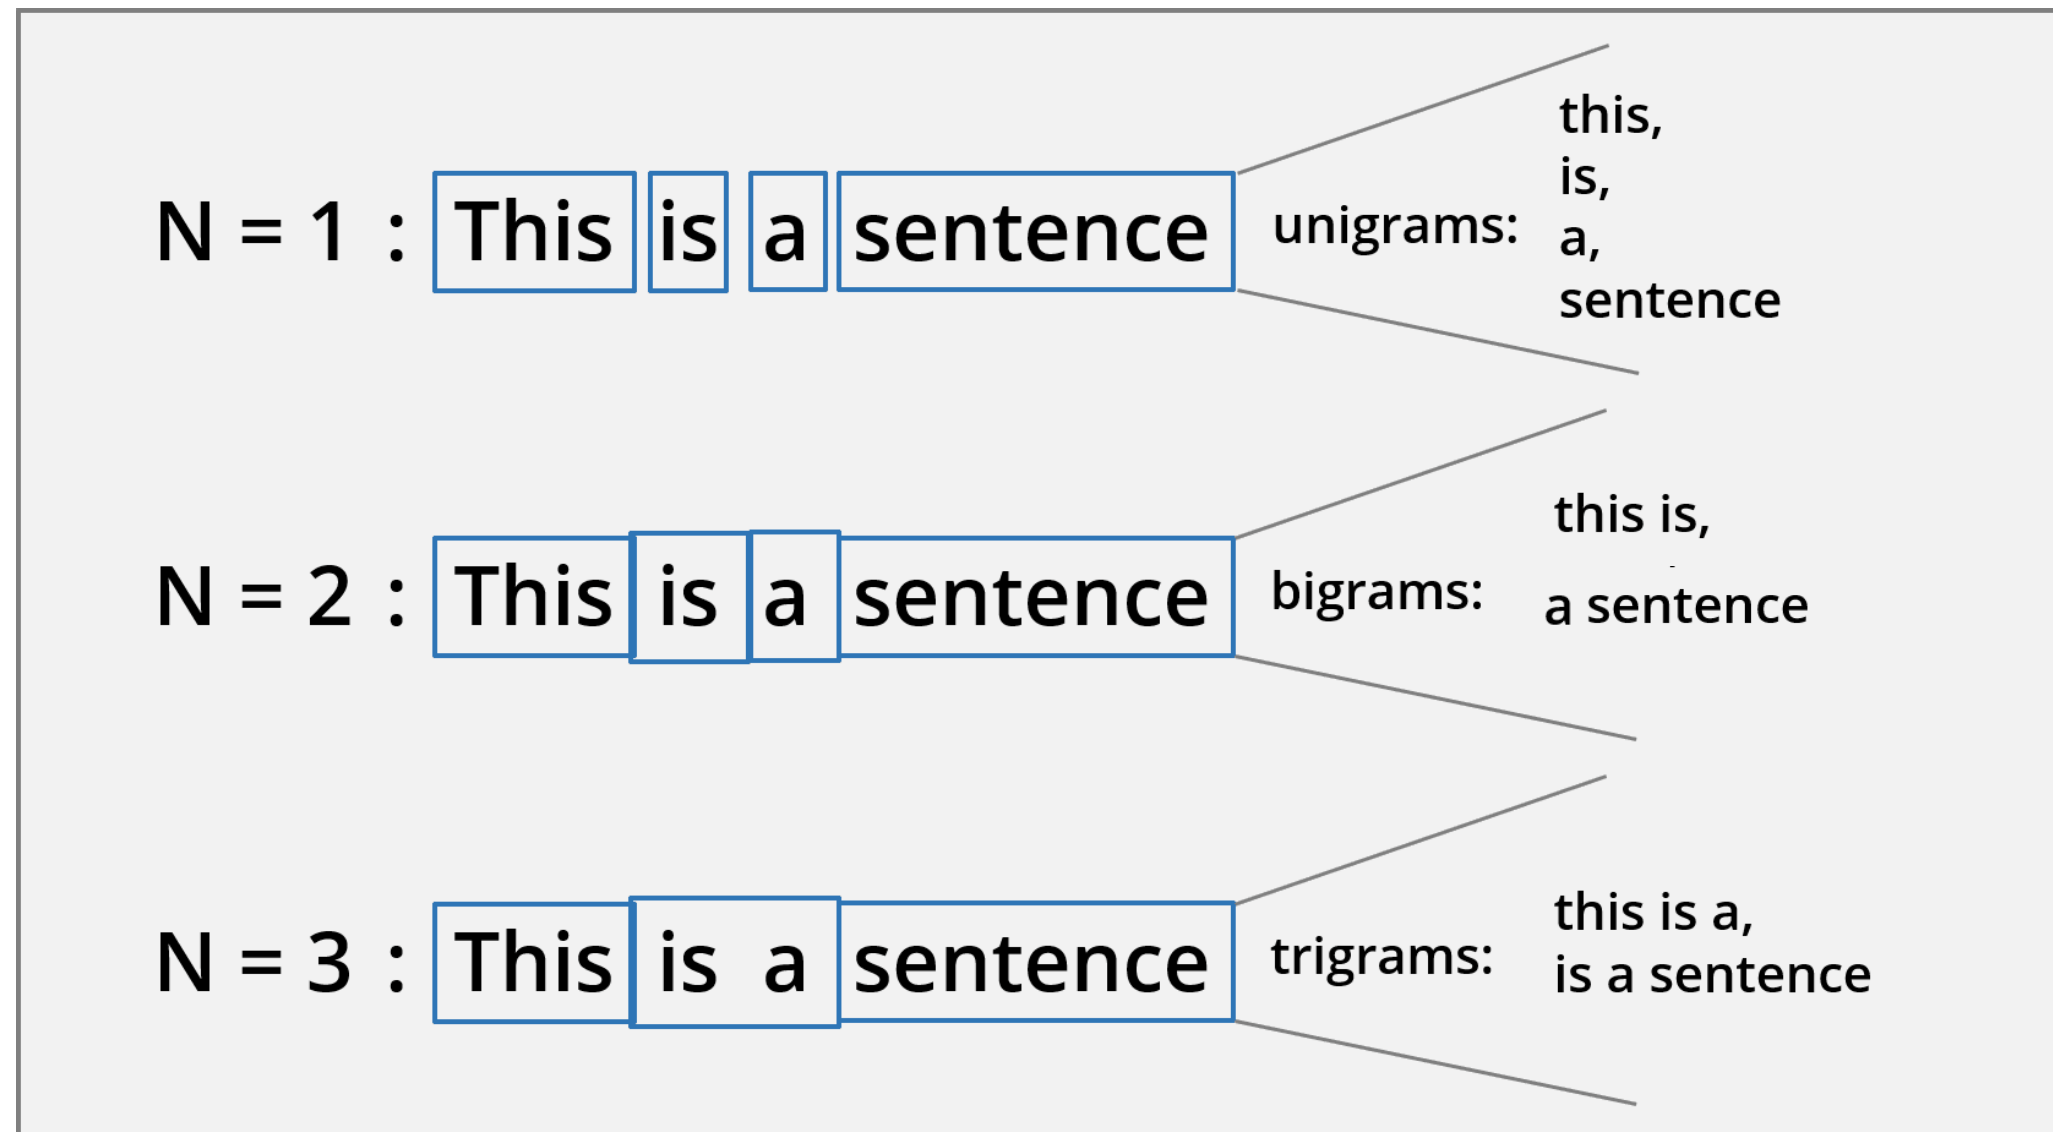 N = 1 : This is a sentence
unigrams:
this,
is,
a,
sentence
N = 2 : This is a sentence
bigrams:
this is,
a sentence
N = 3 : This is a sentence
trigrams:
this is a,
is a sentence